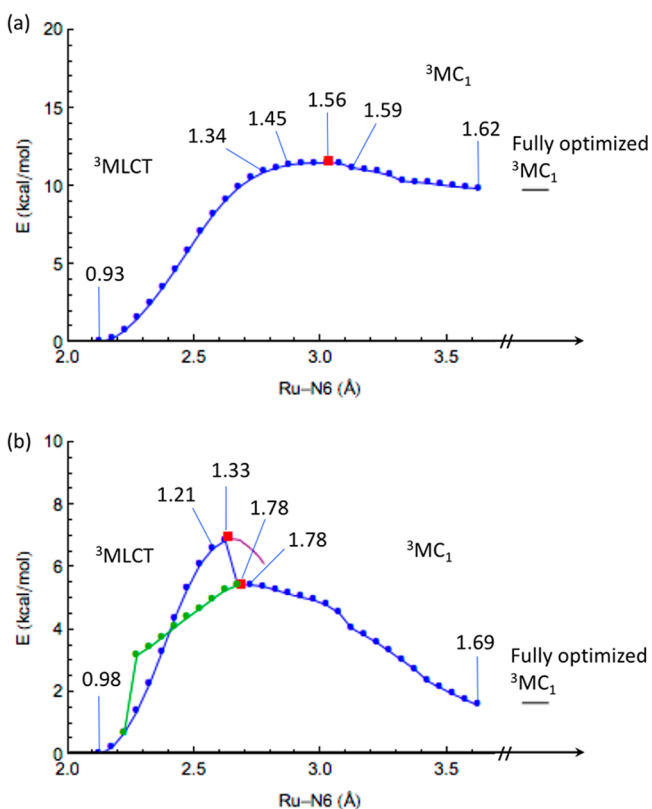 (a)
20
15
10
5
0
E (kcal/mol)
³MLCT
³MC₁
0.93
1.34
1.45
1.56
1.59
1.62
Fully optimized
³MC₁
2.0 2.5 3.0 3.5
Ru–N6 (Å)
(b)
10
8
6
4
2
0
E (kcal/mol)
³MLCT
³MC₁
0.98
1.21
1.33
1.78
1.78
1.69
Fully optimized
³MC₁
2.0 2.5 3.0 3.5
Ru–N6 (Å)